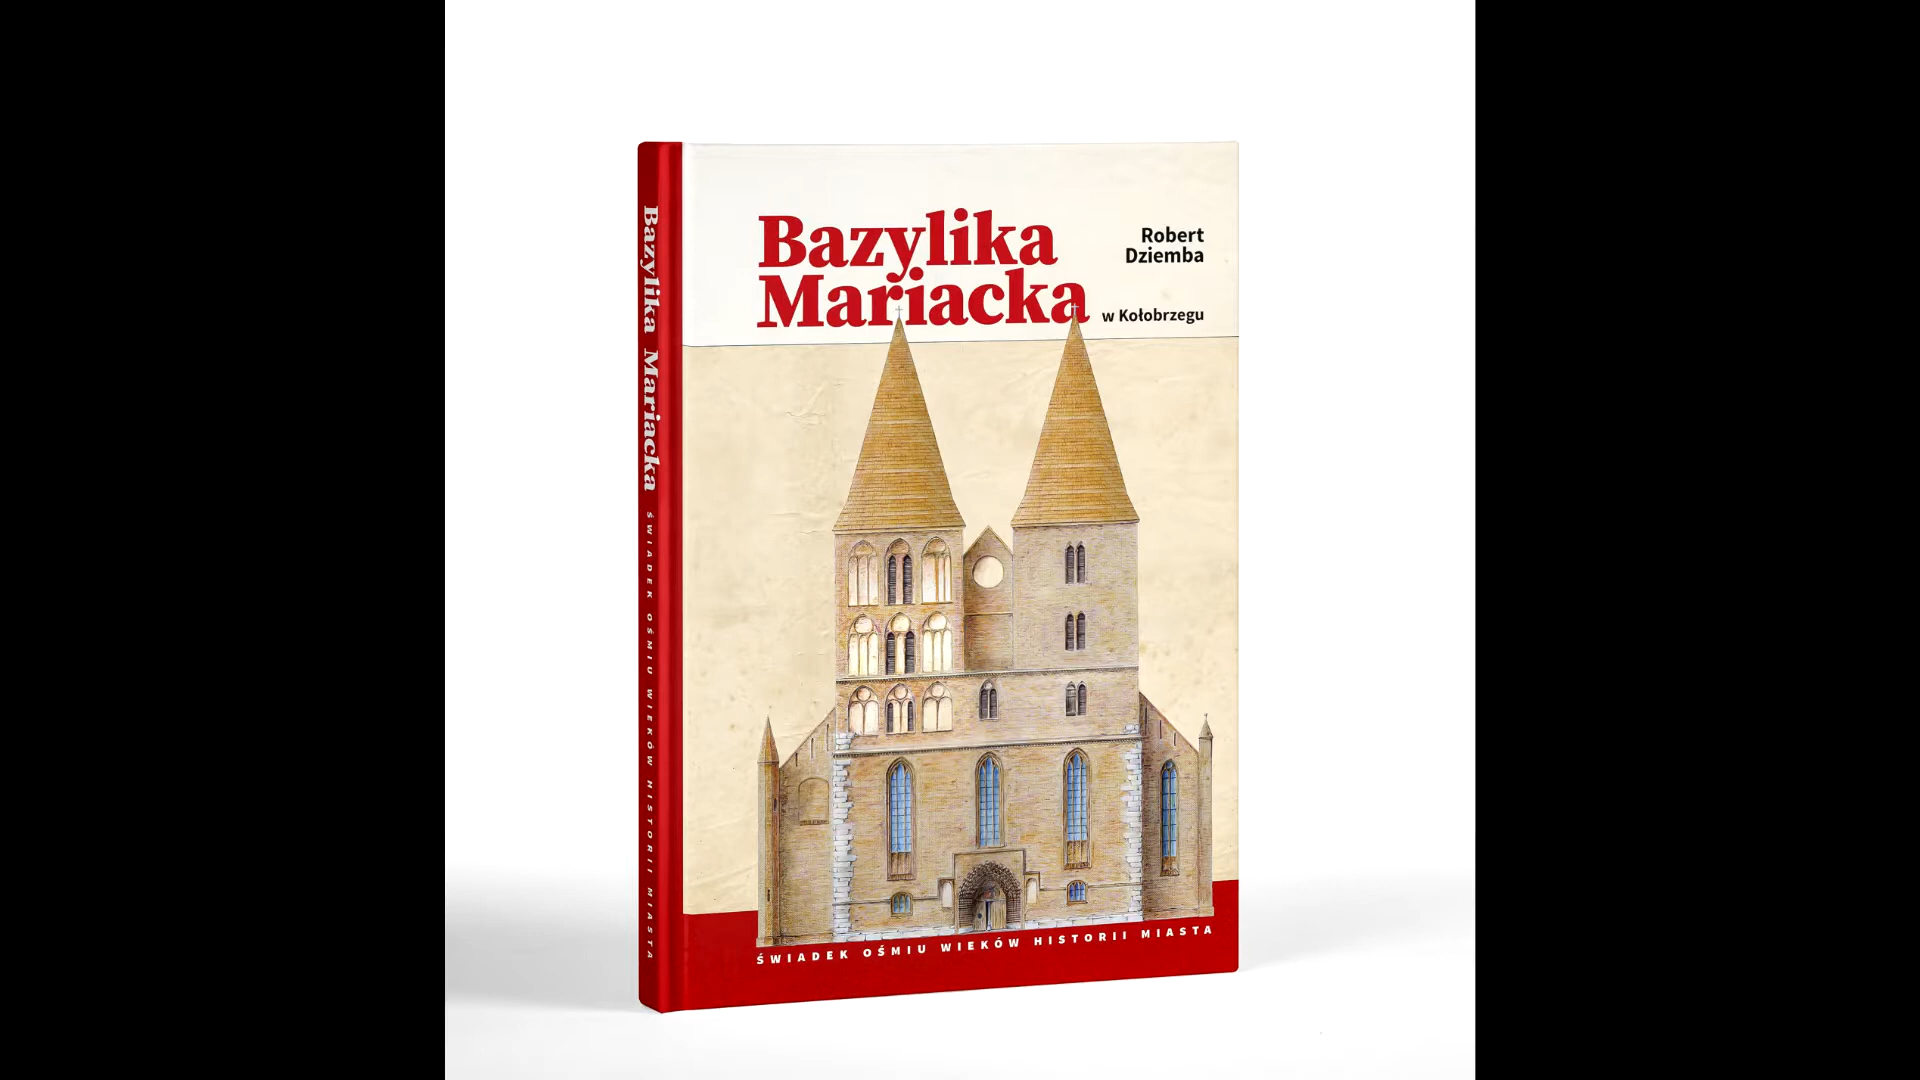 Bazylika
Mariacka
Robert
Dziemba
w Kołobrzegu
ŚWIADEK OŚMIU WIEKÓW HISTORII MIASTA
Bazylika Mariacka ŚWIADEK OŚMIU WIEKÓW HISTORII MIASTA